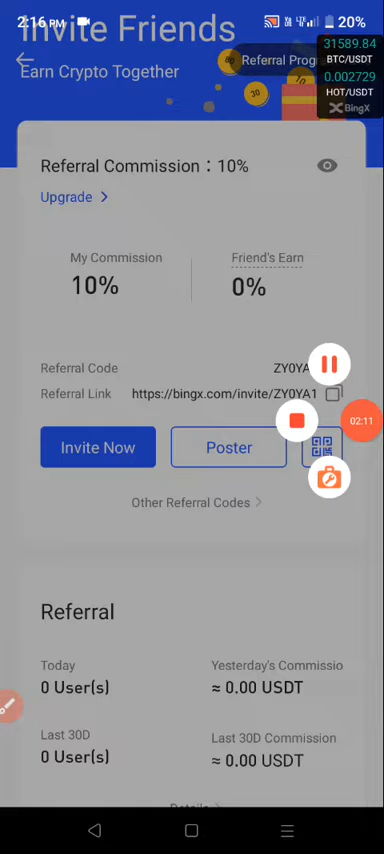 2:16 PM
20%
Invite Friends
Earn Crypto Together
Referral
31589.84
BTC/USDT
0.002729
HOT/USDT
BingX
80
10
30
Referral Commission：10%
Upgrade >
My Commission
Friend's Earn
10%
0%
Referral Code
Referral Link https://bingx.com/invite/ZY0YA1
Invite Now
Poster
02:11
Other Referral Codes >
Referral
Today
Yesterday's Commissio
0 User(s)
≈ 0.00 USDT
Last 30D
Last 30D Commission
0 User(s)
≈ 0.00 USDT